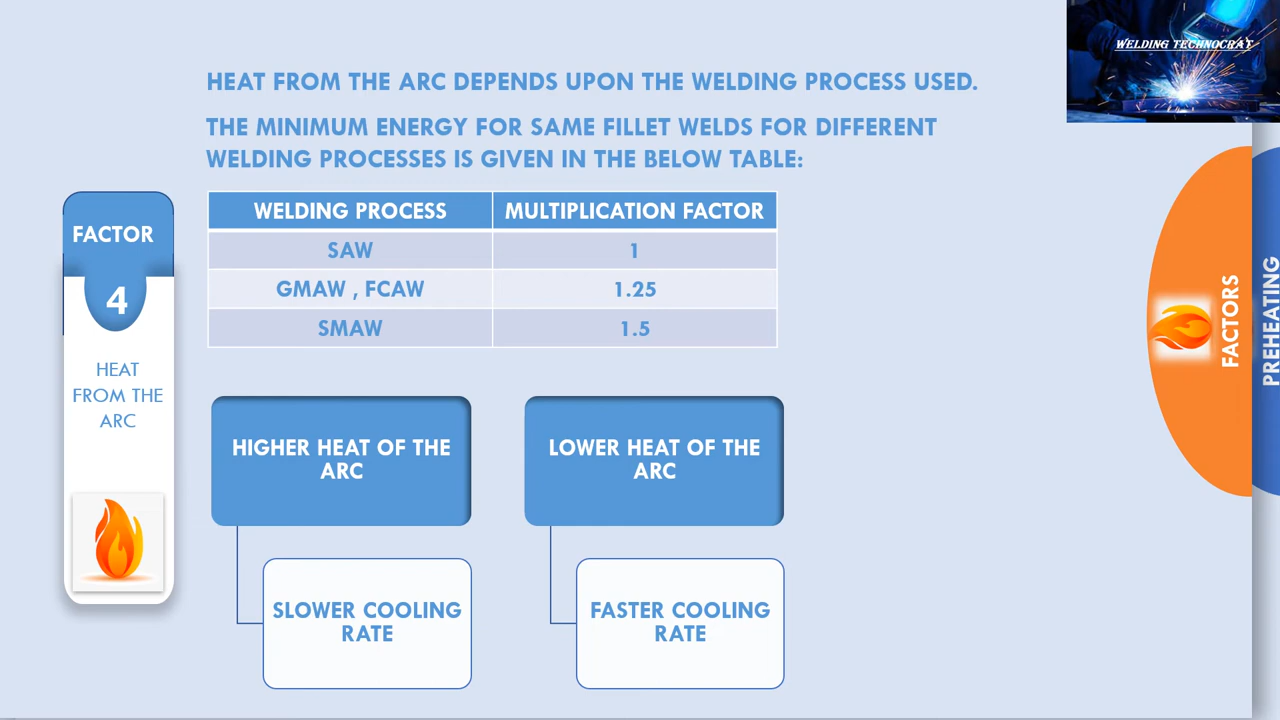 WELDING TECHNOCRAT
HEAT FROM THE ARC DEPENDS UPON THE WELDING PROCESS USED.
THE MINIMUM ENERGY FOR SAME FILLET WELDS FOR DIFFERENT
WELDING PROCESSES IS GIVEN IN THE BELOW TABLE:
WELDING PROCESS MULTIPLICATION FACTOR
SAW 1
GMAW , FCAW 1.25
SMAW 1.5
FACTOR
4
HEAT
FROM THE
ARC
HIGHER HEAT OF THE
ARC
LOWER HEAT OF THE
ARC
SLOWER COOLING
RATE
FASTER COOLING
RATE
FACTORS
PREHEATING